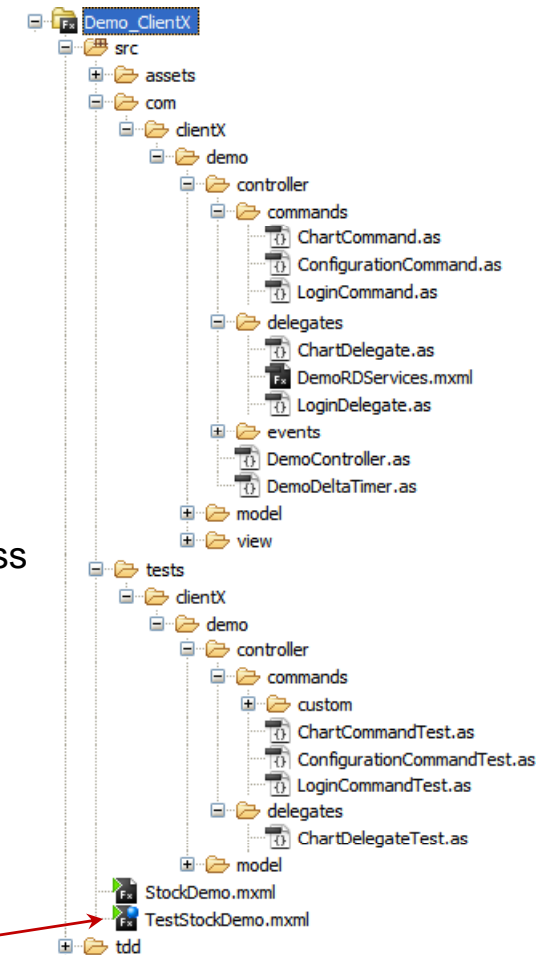 Demo_ClientX
src
assets
com
clientX
demo
controller
commands
ChartCommand.as
ConfigurationCommand.as
LoginCommand.as
delegates
ChartDelegate.as
DemoRDServices.mxml
LoginDelegate.as
events
DemoController.as
DemoDeltaTimer.as
model
view
ss
tests
clientX
demo
controller
commands
custom
ChartCommandTest.as
ConfigurationCommandTest.as
LoginCommandTest.as
delegates
ChartDelegateTest.as
model
StockDemo.mxml
TestStockDemo.mxml
tdd